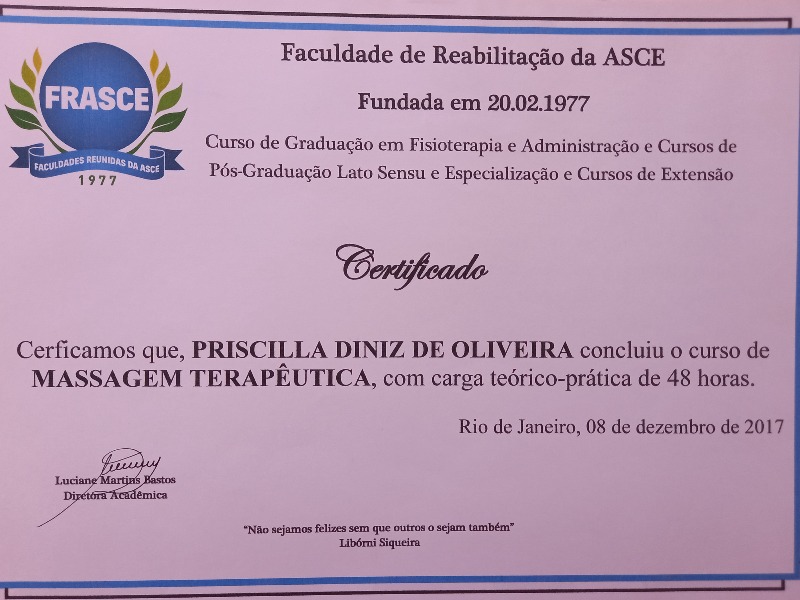 FRASCE
FACULDADES REUNIDAS DA ASCE
1977
Faculdade de Reabilitação da ASCE
Fundada em 20.02.1977
Curso de Graduação em Fisioterapia e Administração e Cursos de
Pós-Graduação Lato Sensu e Especialização e Cursos de Extensão
Certificado
Cerficamos que, PRISCILLA DINIZ DE OLIVEIRA concluiu o curso de
MASSAGEM TERAPÊUTICA, com carga teórico-prática de 48 horas.
Rio de Janeiro, 08 de dezembro de 2017
Luciane Martins Bastos
Diretora Acadêmica
"Não sejamos felizes sem que outros o sejam também"
Libórni Siqueira